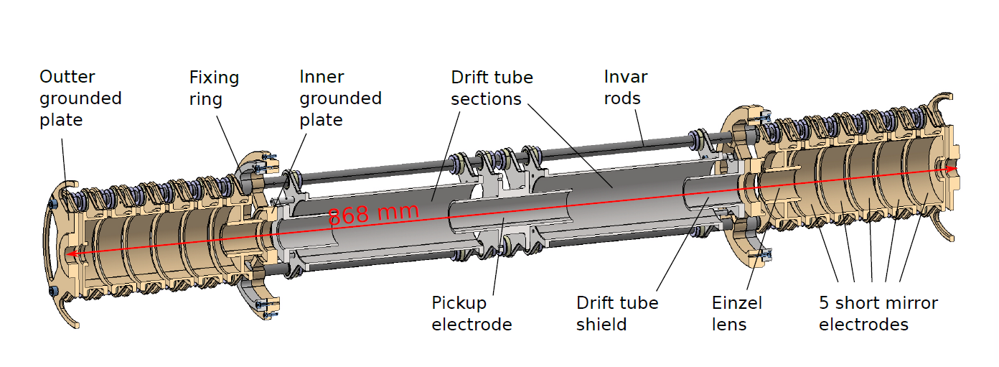 Outter
grounded
plate
Fixing
ring
Inner
grounded
plate
Drift tube
sections
Invar
rods
868 mm
Pickup
electrode
Drift tube
shield
Einzel
lens
5 short mirror
electrodes